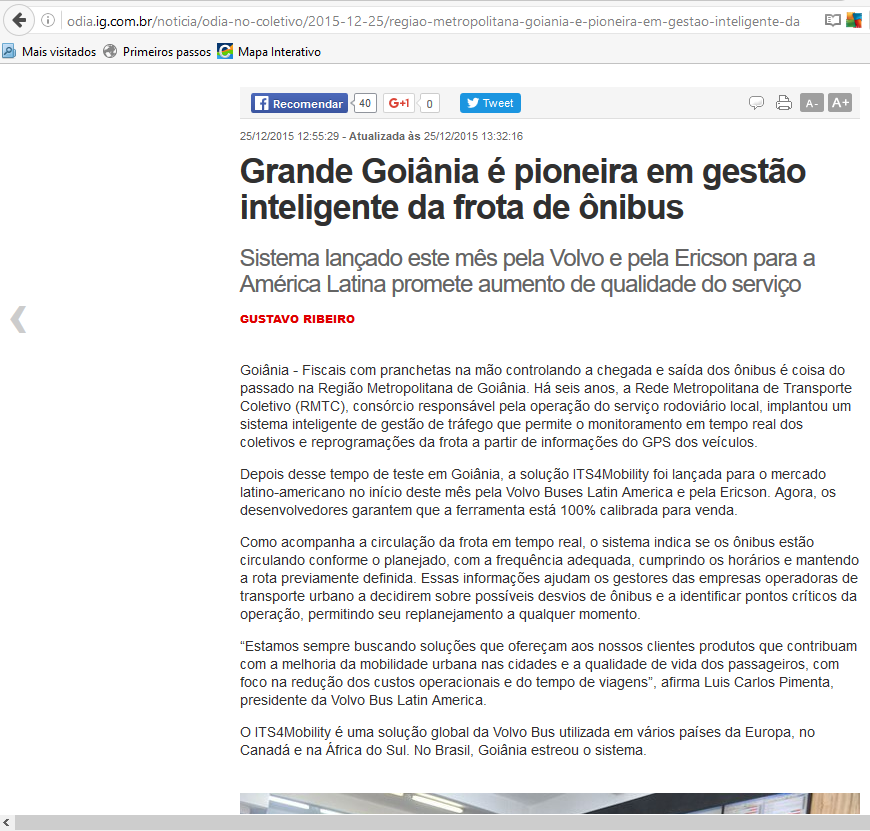 odia.ig.com.br/noticia/odia-no-coletivo/2015-12-25/regiao-metropolitana-goiania-e-pioneira-em-gestao-inteligente-da
Mais visitados Primeiros passos Mapa Interativo
Recomendar 40 G+1 0 Tweet A- A+
25/12/2015 12:55:29 - Atualizada às 25/12/2015 13:32:16
Grande Goiânia é pioneira em gestão
inteligente da frota de ônibus
Sistema lançado este mês pela Volvo e pela Ericson para a
América Latina promete aumento de qualidade do serviço
GUSTAVO RIBEIRO
Goiânia - Fiscais com pranchetas na mão controlando a chegada e saída dos ônibus é coisa do
passado na Região Metropolitana de Goiânia. Há seis anos, a Rede Metropolitana de Transporte
Coletivo (RMTC), consórcio responsável pela operação do serviço rodoviário local, implantou um
sistema inteligente de gestão de tráfego que permite o monitoramento em tempo real dos
coletivos e reprogramações da frota a partir de informações do GPS dos veículos.
Depois desse tempo de teste em Goiânia, a solução ITS4Mobility foi lançada para o mercado
latino-americano no início deste mês pela Volvo Buses Latin America e pela Ericson. Agora, os
desenvolvedores garantem que a ferramenta está 100% calibrada para venda.
Como acompanha a circulação da frota em tempo real, o sistema indica se os ônibus estão
circulando conforme o planejado, com a frequência adequada, cumprindo os horários e mantendo
a rota previamente definida. Essas informações ajudam os gestores das empresas operadoras de
transporte urbano a decidirem sobre possíveis desvios de ônibus e a identificar pontos críticos da
operação, permitindo seu replanejamento a qualquer momento.
“Estamos sempre buscando soluções que ofereçam aos nossos clientes produtos que contribuam
com a melhoria da mobilidade urbana nas cidades e a qualidade de vida dos passageiros, com
foco na redução dos custos operacionais e do tempo de viagens”, afirma Luis Carlos Pimenta,
presidente da Volvo Bus Latin America.
O ITS4Mobility é uma solução global da Volvo Bus utilizada em vários países da Europa, no
Canadá e na África do Sul. No Brasil, Goiânia estreou o sistema.